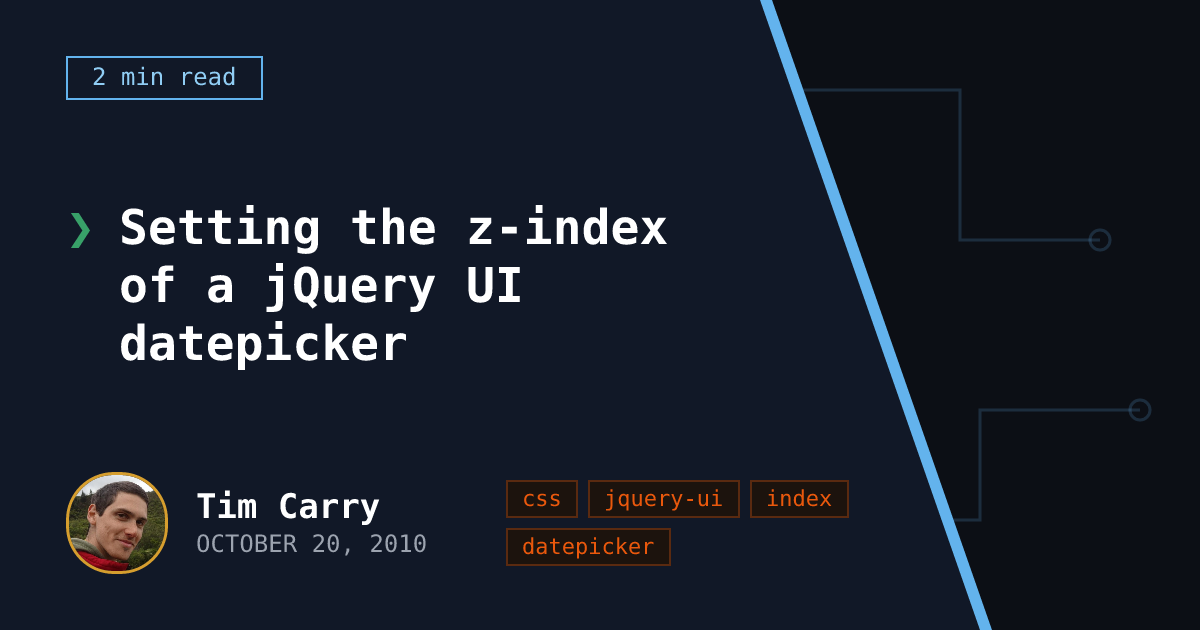 2 min read
❯ Setting the z-index
of a jQuery UI
datepicker
Tim Carry
OCTOBER 20, 2010
css jquery-ui index
datepicker